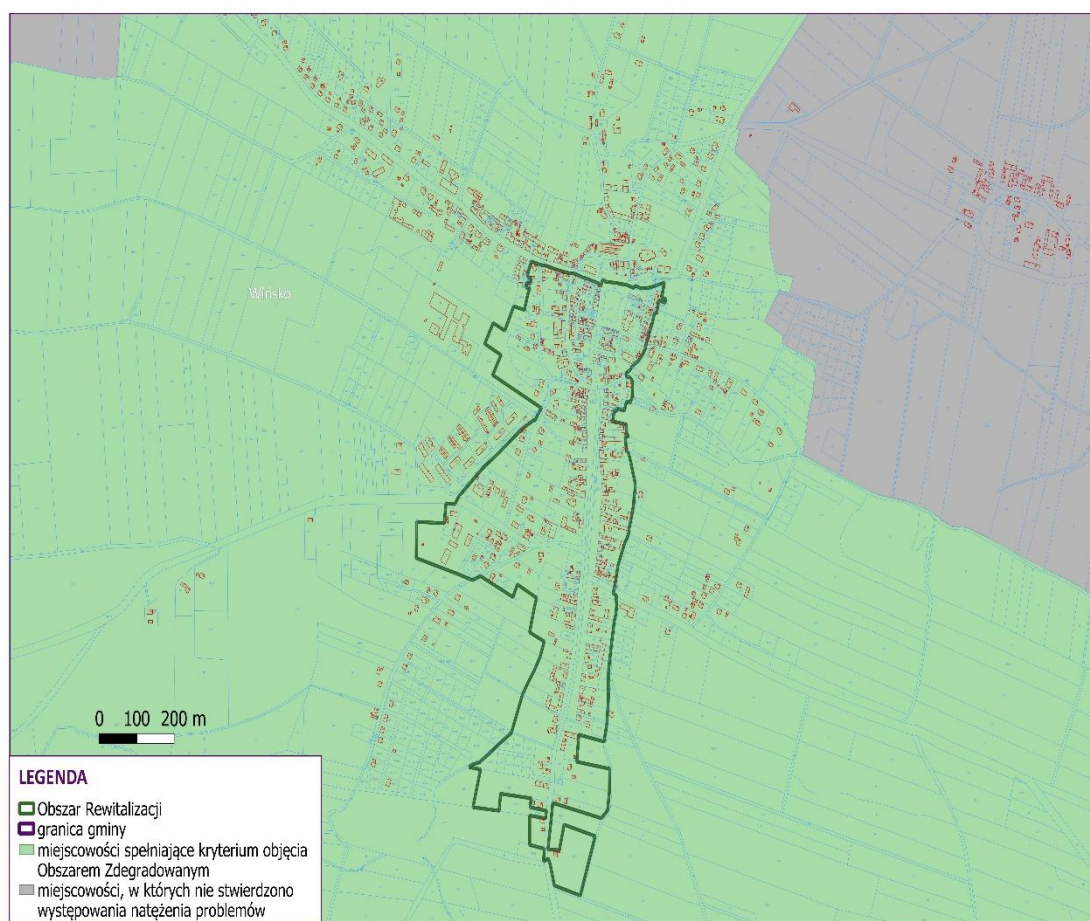 Wińsko
0 100 200 m
LEGENDA
Obszar Rewitalizacji
granica gminy
miejscowości spełniające kryterium objęcia
Obszarem Zdegradowanym
miejscowości, w których nie stwierdzono
występowania natężenia problemów